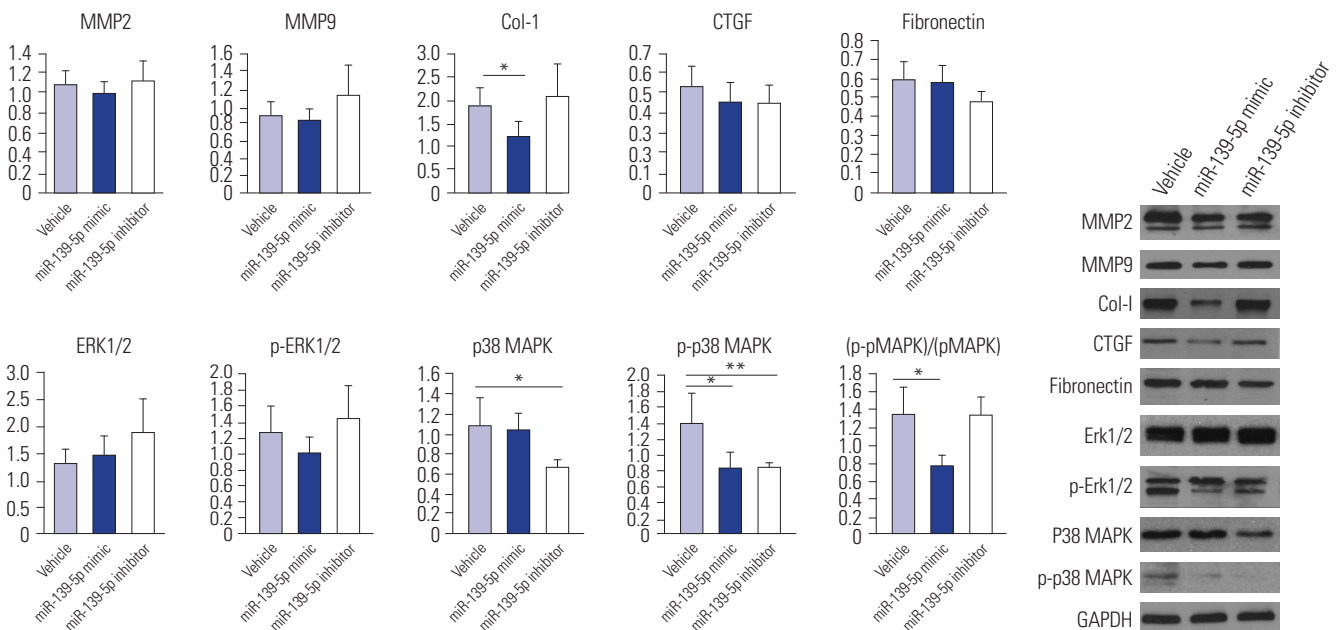 MMP2
1.4
1.2
1.0
0.8
0.6
0.4
0.2
0
Vehicle
miR-139-5p mimic
miR-139-5p inhibitor
MMP9
1.6
1.4
1.2
1.0
0.8
0.6
0.4
0.2
0
Vehicle
miR-139-5p mimic
miR-139-5p inhibitor
Col-1
3.0
2.5
2.0
1.5
1.0
0.5
0
*
Vehicle
miR-139-5p mimic
miR-139-5p inhibitor
CTGF
0.7
0.6
0.5
0.4
0.3
0.2
0.1
0
Vehicle
miR-139-5p mimic
miR-139-5p inhibitor
Fibronectin
0.8
0.7
0.6
0.5
0.4
0.3
0.2
0.1
0
Vehicle
miR-139-5p mimic
miR-139-5p inhibitor
ERK1/2
3.0
2.5
2.0
1.5
1.0
0.5
0
Vehicle
miR-139-5p mimic
miR-139-5p inhibitor
p-ERK1/2
2.0
1.8
1.6
1.4
1.2
1.0
0.8
0.6
0.4
0.2
0
Vehicle
miR-139-5p mimic
miR-139-5p inhibitor
p38 MAPK
1.6
1.4
1.2
1.0
0.8
0.6
0.4
0.2
0
*
Vehicle
miR-139-5p mimic
miR-139-5p inhibitor
p-p38 MAPK
2.0
1.8
1.6
1.4
1.2
1.0
0.8
0.6
0.4
0.2
0
**
*
Vehicle
miR-139-5p mimic
miR-139-5p inhibitor
(p-pMAPK)/(pMAPK)
1.8
1.6
1.4
1.2
1.0
0.8
0.6
0.4
0.2
0
*
Vehicle
miR-139-5p mimic
miR-139-5p inhibitor
Vehicle
miR-139-5p mimic
miR-139-5p inhibitor
MMP2
MMP9
Col-I
CTGF
Fibronectin
Erk1/2
p-Erk1/2
P38 MAPK
p-p38 MAPK
GAPDH